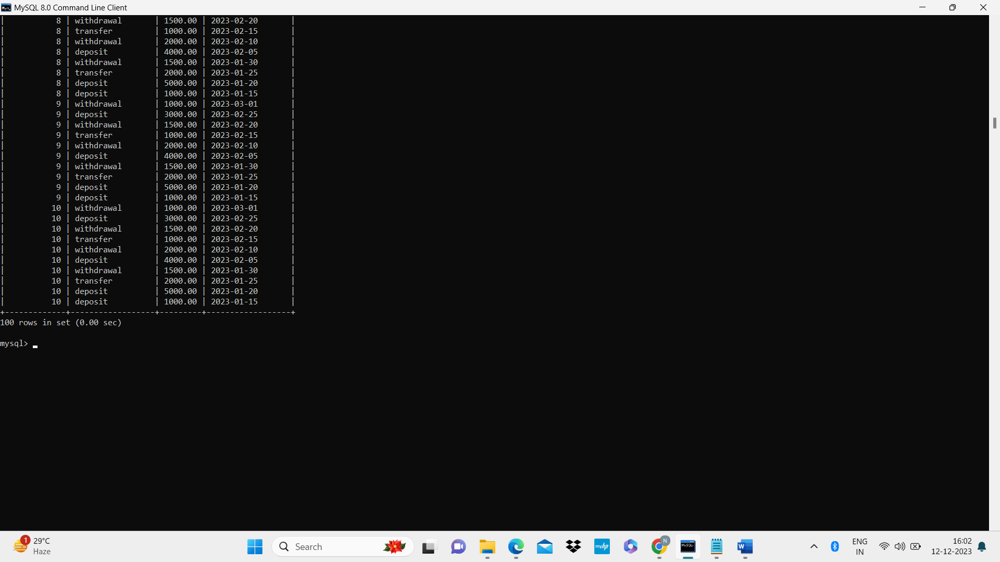 MySQL 8.0 Command Line Client
| 8 | withdrawal | 1500.00 | 2023-02-20 |
| 8 | transfer | 1000.00 | 2023-02-15 |
| 8 | withdrawal | 2000.00 | 2023-02-10 |
| 8 | deposit | 4000.00 | 2023-02-05 |
| 8 | withdrawal | 1500.00 | 2023-01-30 |
| 8 | transfer | 2000.00 | 2023-01-25 |
| 8 | deposit | 5000.00 | 2023-01-20 |
| 8 | deposit | 1000.00 | 2023-01-15 |
| 9 | withdrawal | 1000.00 | 2023-03-01 |
| 9 | deposit | 3000.00 | 2023-02-25 |
| 9 | withdrawal | 1500.00 | 2023-02-20 |
| 9 | transfer | 1000.00 | 2023-02-15 |
| 9 | withdrawal | 2000.00 | 2023-02-10 |
| 9 | deposit | 4000.00 | 2023-02-05 |
| 9 | withdrawal | 1500.00 | 2023-01-30 |
| 9 | transfer | 2000.00 | 2023-01-25 |
| 9 | deposit | 5000.00 | 2023-01-20 |
| 9 | deposit | 1000.00 | 2023-01-15 |
| 10 | withdrawal | 1000.00 | 2023-03-01 |
| 10 | deposit | 3000.00 | 2023-02-25 |
| 10 | withdrawal | 1500.00 | 2023-02-20 |
| 10 | transfer | 1000.00 | 2023-02-15 |
| 10 | withdrawal | 2000.00 | 2023-02-10 |
| 10 | deposit | 4000.00 | 2023-02-05 |
| 10 | withdrawal | 1500.00 | 2023-01-30 |
| 10 | transfer | 2000.00 | 2023-01-25 |
| 10 | deposit | 5000.00 | 2023-01-20 |
| 10 | deposit | 1000.00 | 2023-01-15 |
+-------------+------------------+---------+------------------+
100 rows in set (0.00 sec)
mysql> _
1
29°C
Haze
Search
myhp
N
MySQL
W
ENG
IN
16:02
12-12-2023